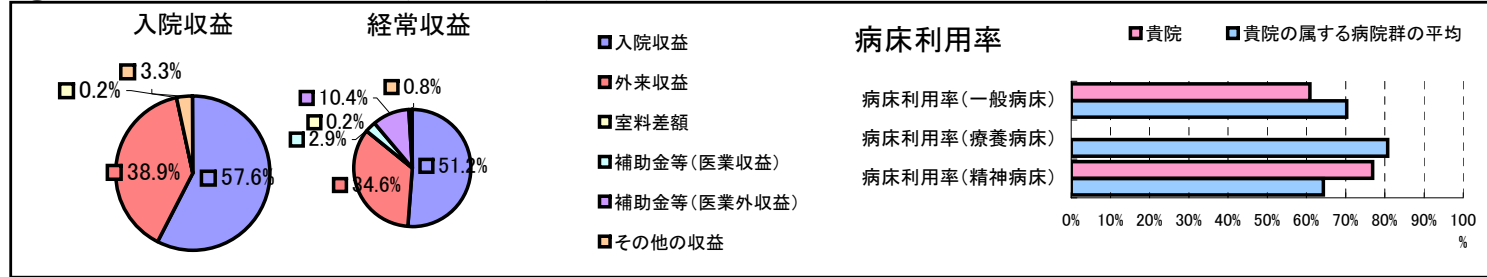 入院収益
3.3%
0.2%
38.9%
57.6%
経常収益
0.8%
10.4%
0.2%
2.9%
34.6%
51.2%
入院収益
外来収益
室料差額
補助金等(医業収益)
補助金等(医業外収益)
その他の収益
病床利用率
貴院
貴院の属する病院群の平均
病床利用率(一般病床)
病床利用率(療養病床)
病床利用率(精神病床)
0% 10% 20% 30% 40% 50% 60% 70% 80% 90% 100
%